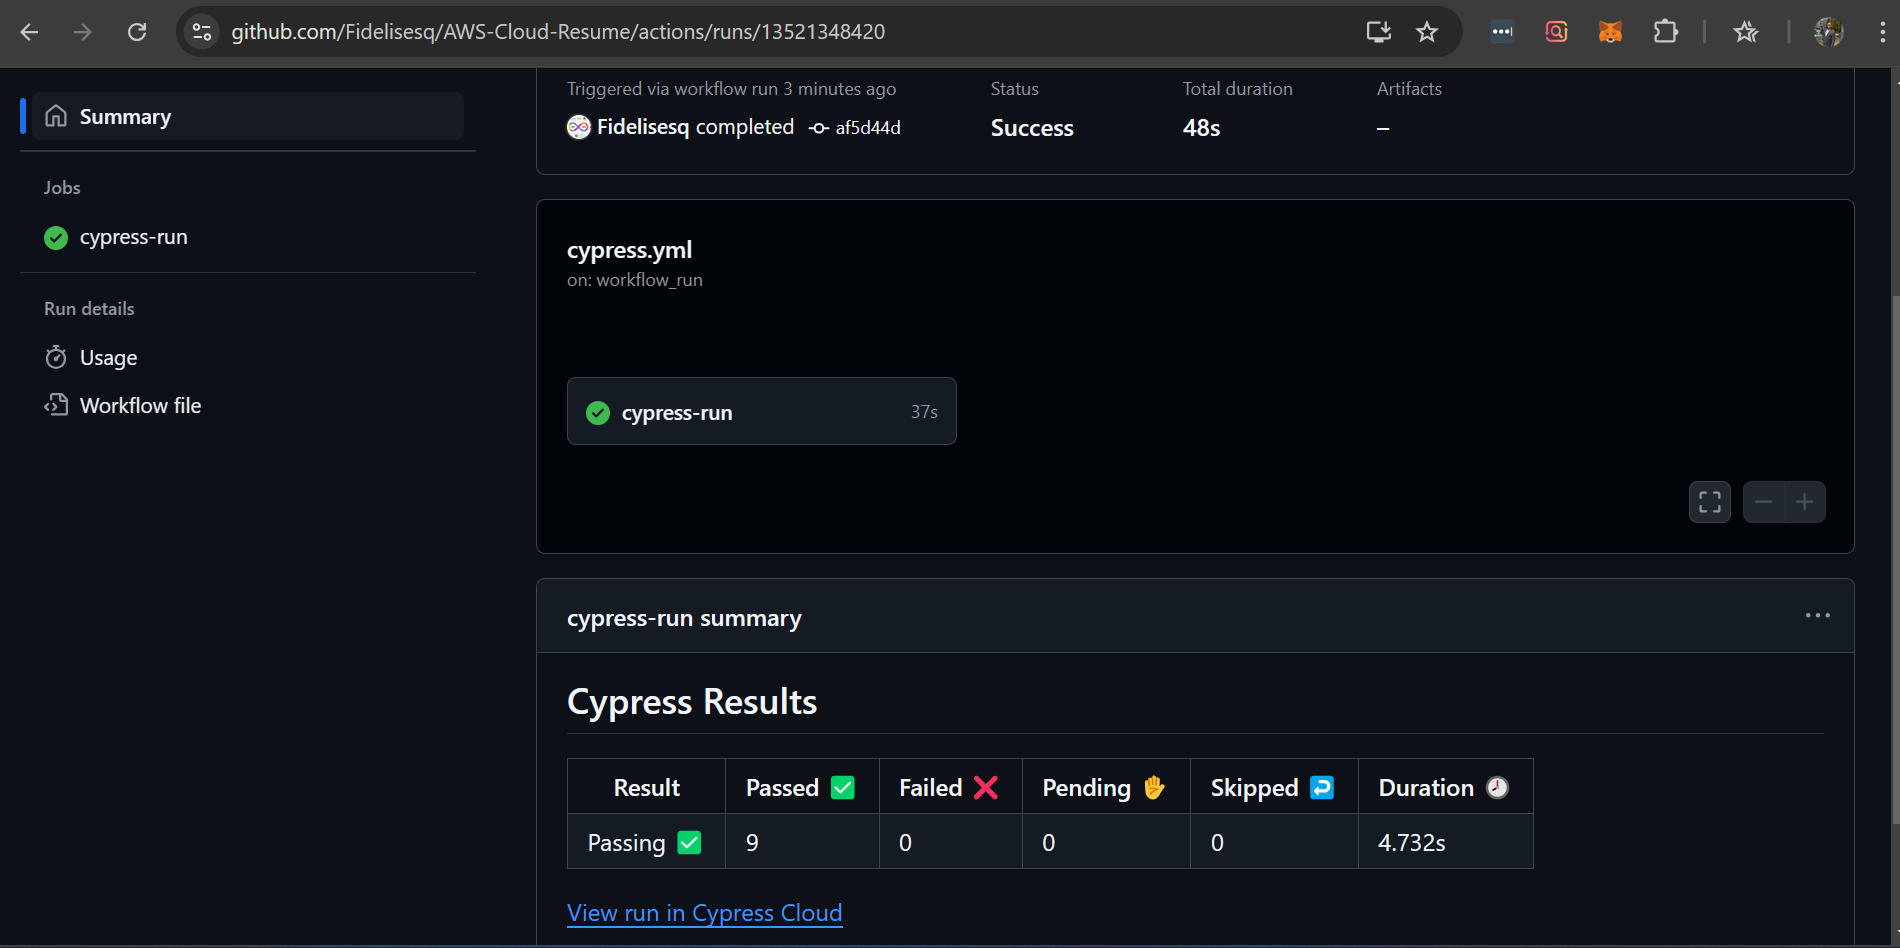 github.com/Fidelisesq/AWS-Cloud-Resume/actions/runs/13521348420
Summary
Jobs
cypress-run
Run details
Usage
Workflow file
Triggered via workflow run 3 minutes ago
Fidelisesq completed af5d44d
Status
Success
Total duration
48s
Artifacts
–
cypress.yml
on: workflow_run
cypress-run 37s
cypress-run summary
Cypress Results
Result Passed ✅ Failed ❌ Pending ✋ Skipped ↩️ Duration 🕗
Passing ✅ 9 0 0 0 4.732s
View run in Cypress Cloud